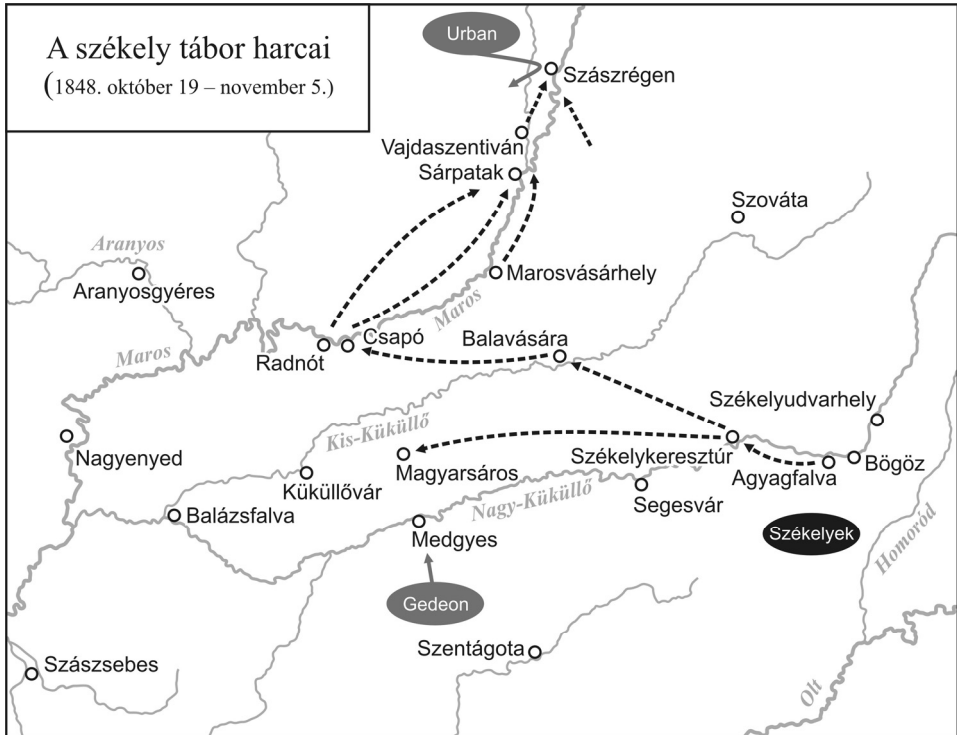 A székely tábor harcai
(1848. október 19 – november 5.)
Urban
Szászrégen
Vajdaszentiván
Sárpatak
Szováta
Aranyos
Aranyosgyéres
Marosvásárhely
Maros
Maros
Csapó
Radnót
Balavására
Székelyudvarhely
Kis-Küküllő
Nagyenyed
Magyarsáros
Székelykeresztúr
Bögöz
Agyagfalva
Küküllővár
Nagy-Küküllő
Segesvár
Balázsfalva
Medgyes
Székelyek
Homoród
Gedeon
Szentágota
Szászsebes
Olt